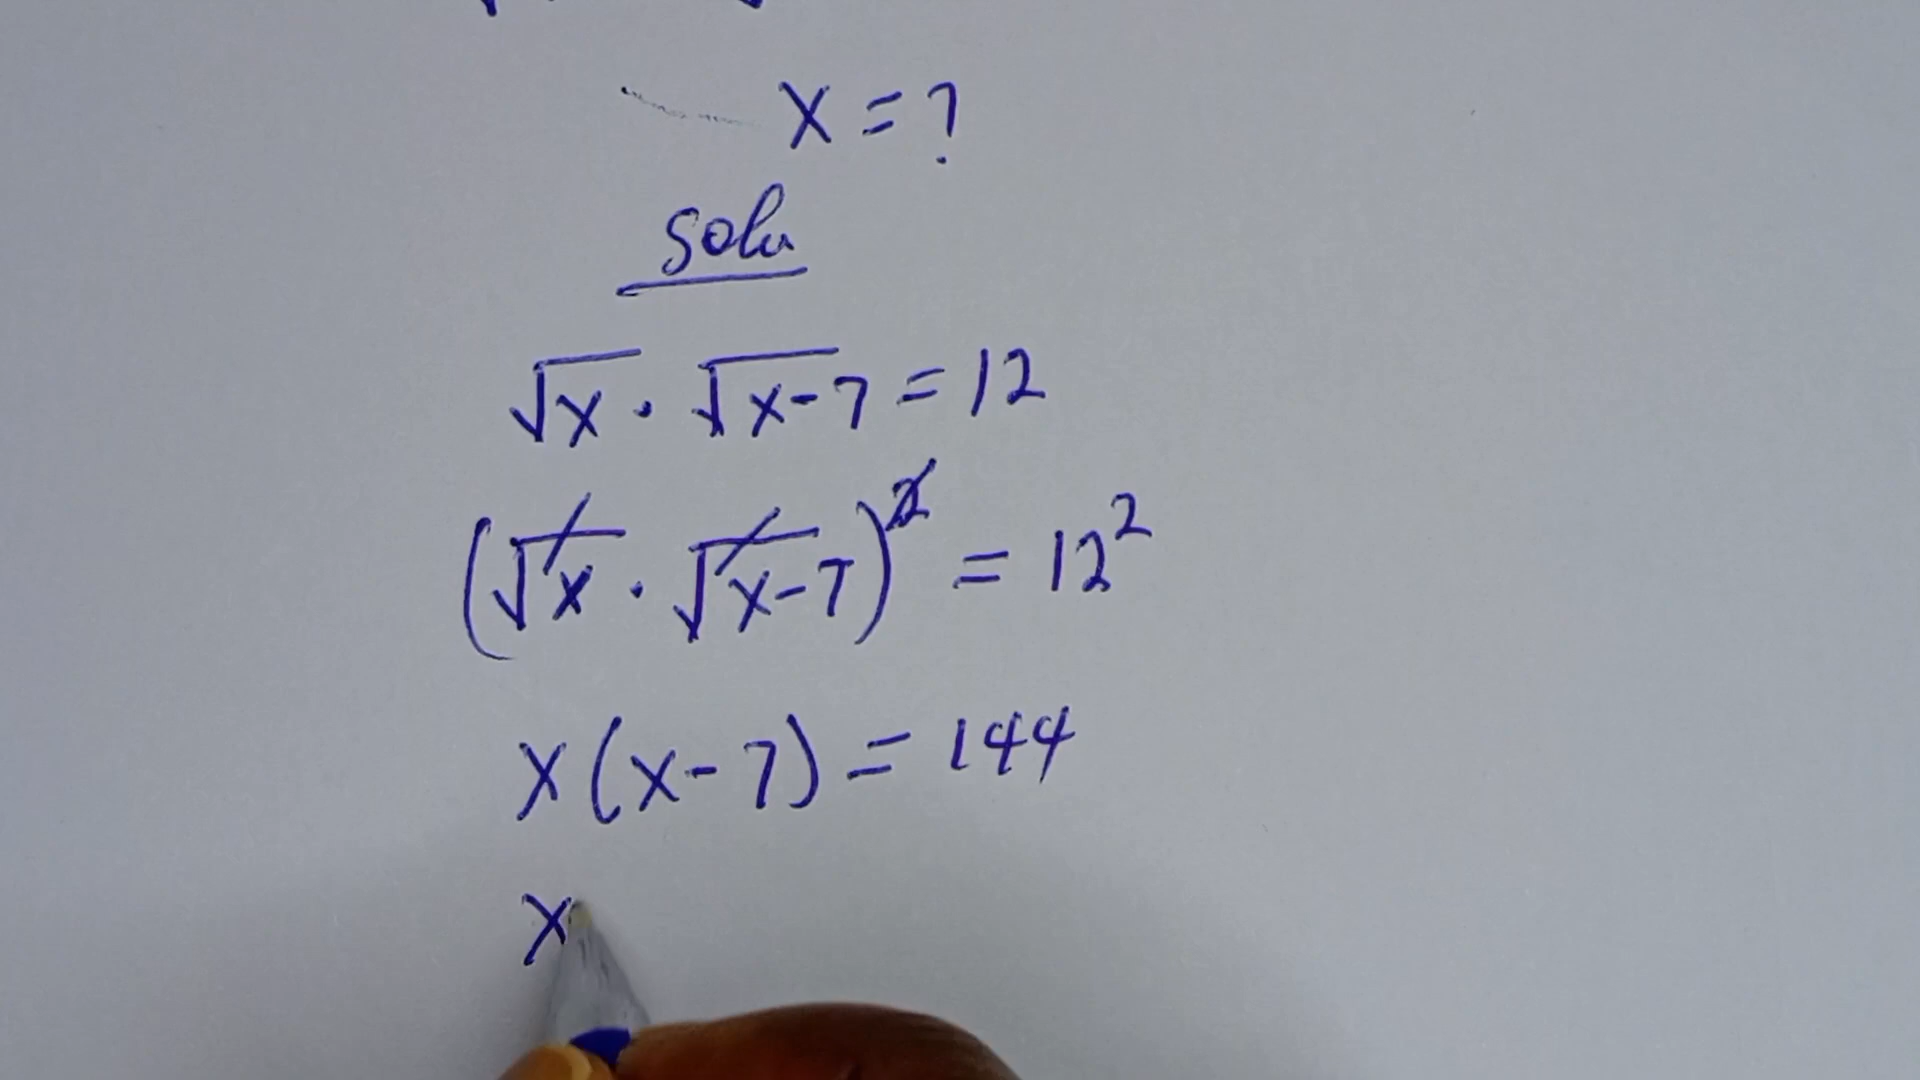 x = ?
Soln
√x · √x-7 = 12
(√x · √x-7)² = 12²
x(x-7) = 144
x